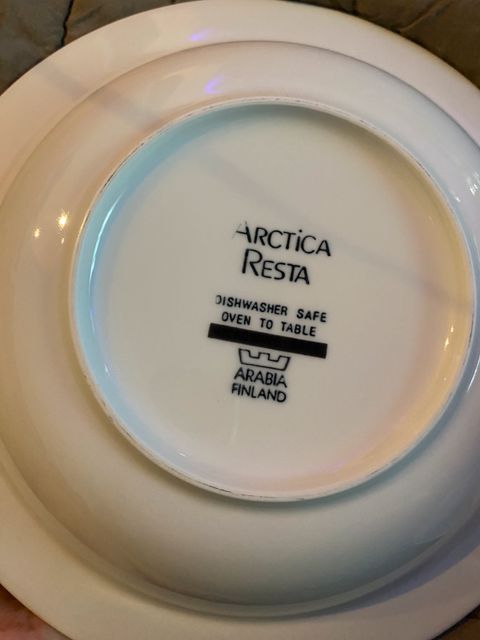 ARCTiCA
RESTA
DISHWASHER SAFE
OVEN TO TABLE
ARABIA
FINLAND